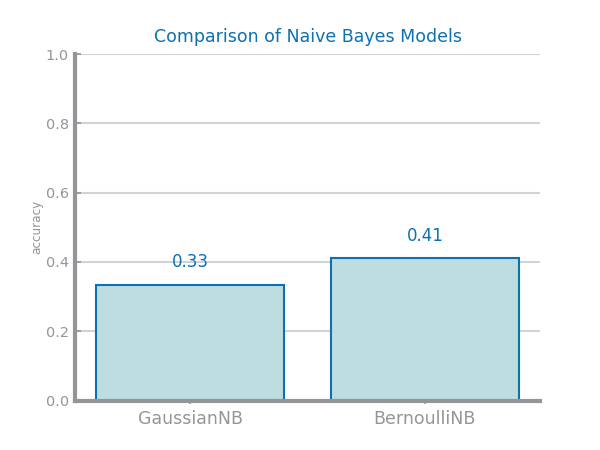 Comparison of Naive Bayes Models
1.0
0.8
0.6
0.4
0.2
0.0
accuracy
0.33
0.41
GaussianNB
BernoulliNB